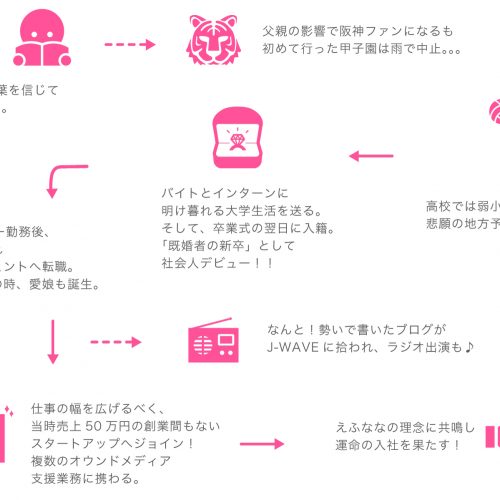 父親の影響で阪神ファンになるも
初めて行った甲子園は雨で中止｡｡｡
葉を信じて
｡
バイトとインターンに
明け暮れる大学生活を送る。
そして、卒業式の翌日に入籍。
「既婚者の新卒」として
社会人デビュー！！
高校では弱小
悲願の地方予
ー勤務後、
ントへ転職。
の時、愛娘も誕生。
なんと！勢いで書いたブログが
J-WAVE に拾われ、ラジオ出演も♪
仕事の幅を広げるべく、
当時売上 50 万円の創業間もない
スタートアップへジョイン！
複数のオウンドメディア
支援業務に携わる。
えふななの理念に共鳴し
運命の入社を果たす！